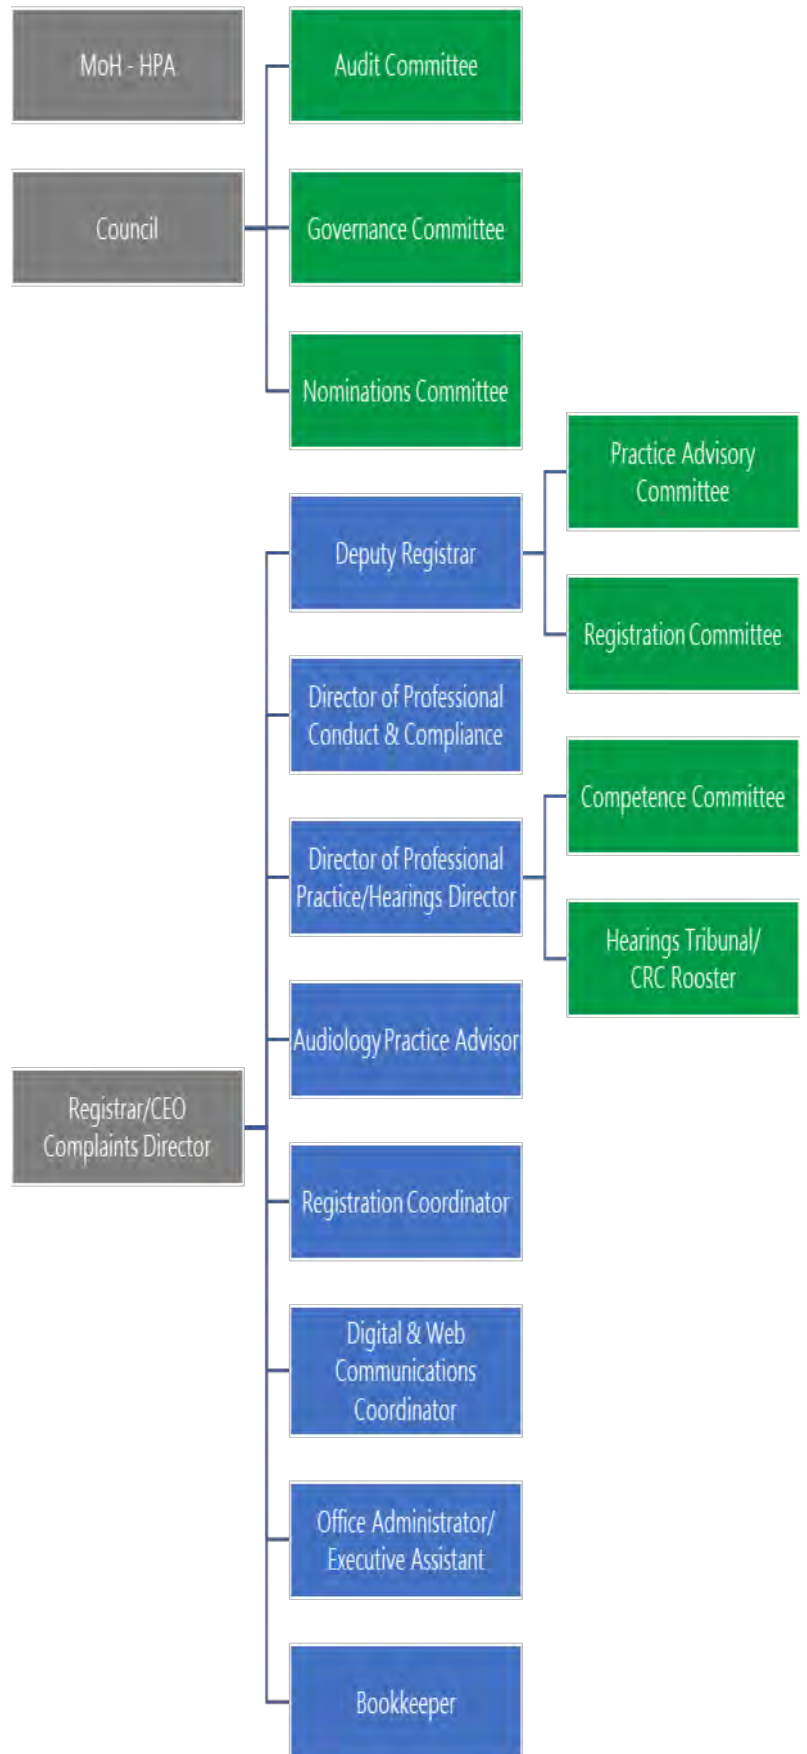 MoH - HPA
Audit Committee
Council
Governance Committee
Nominations Committee
Practice Advisory
Committee
Deputy Registrar
Registration Committee
Director of Professional
Conduct & Compliance
Competence Committee
Director of Professional
Practice/Hearings Director
Hearings Tribunal/
CRC Rooster
Audiology Practice Advisor
Registrar/CEO
Complaints Director
Registration Coordinator
Digital & Web
Communications
Coordinator
Office Administrator/
Executive Assistant
Bookkeeper